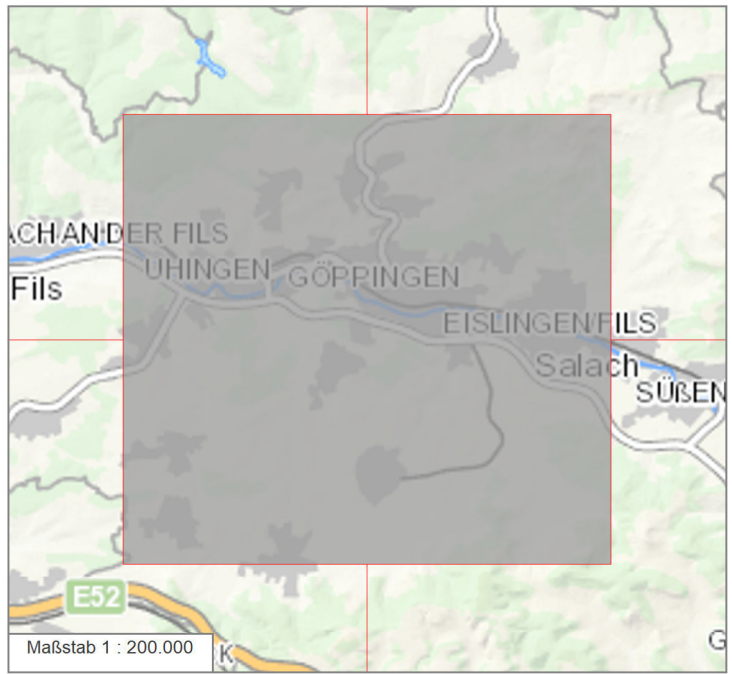 ACH AN DER FILS
UHINGEN
GÖPPINGEN
Fils
EISLINGEN/FILS
Salach
SÜßEN
E52
G
Maßstab 1 : 200.000
K